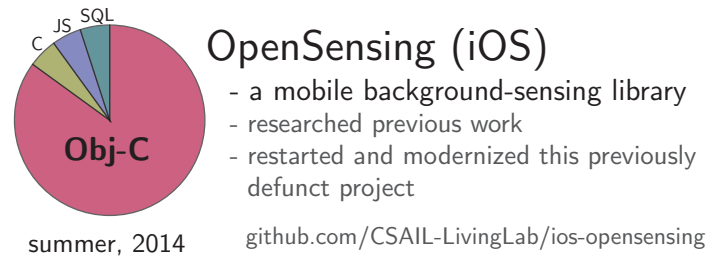 SQL
JS
C
Obj-C
summer, 2014
OpenSensing (iOS)
- a mobile background-sensing library
- researched previous work
- restarted and modernized this previously
defunct project
github.com/CSAIL-LivingLab/ios-opensensing